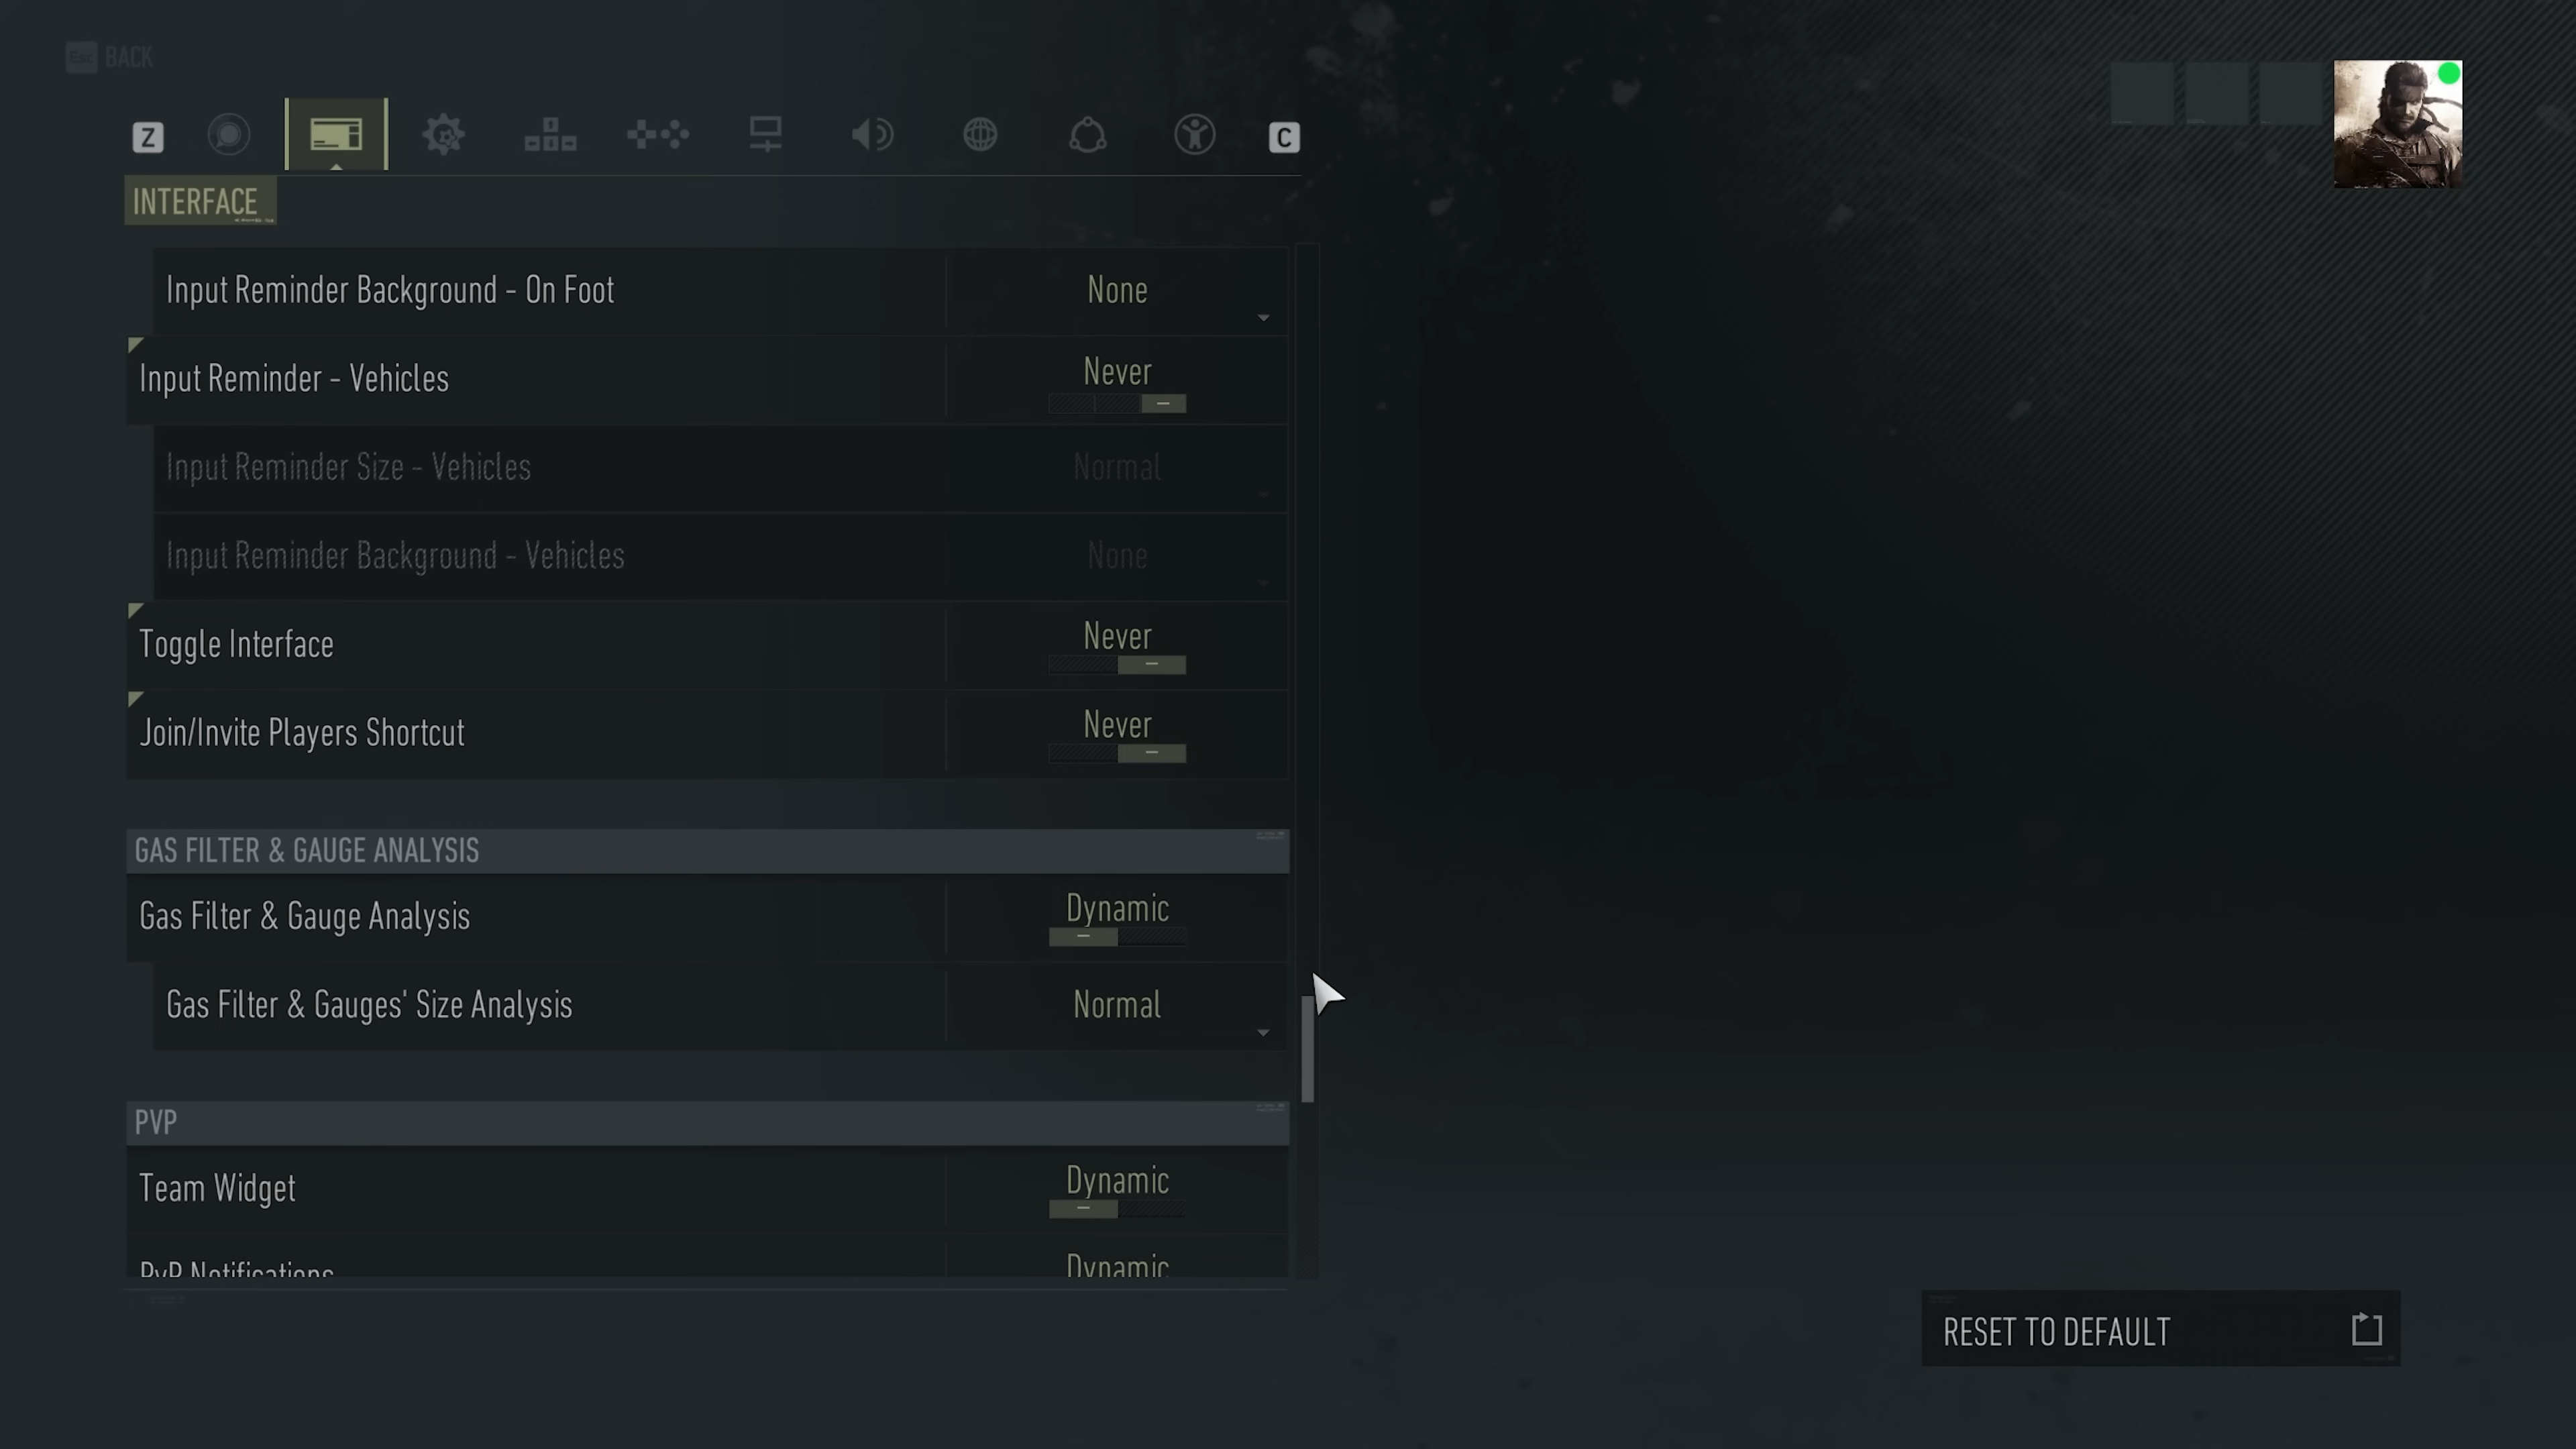 Esc BACK
Z
C
INTERFACE
Input Reminder Background - On Foot
None
Input Reminder - Vehicles
Never
Input Reminder Size - Vehicles
Normal
Input Reminder Background - Vehicles
None
Toggle Interface
Never
Join/Invite Players Shortcut
Never
GAS FILTER & GAUGE ANALYSIS
Gas Filter & Gauge Analysis
Dynamic
Gas Filter & Gauges' Size Analysis
Normal
PVP
Team Widget
Dynamic
PvP Notifications
Dynamic
RESET TO DEFAULT